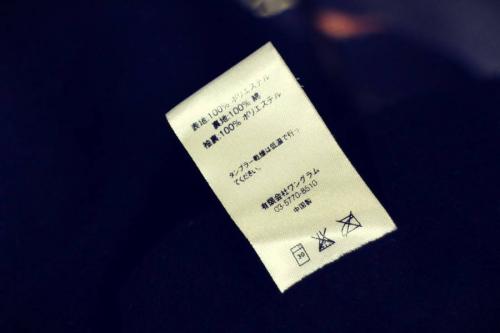 表地:100% ポリエステル
裏地:100% 綿
袖裏:100% ポリエステル
タンブラー乾燥は低温で行っ
てください。
有限会社ワングラム
03-5770-8510
中国製
30